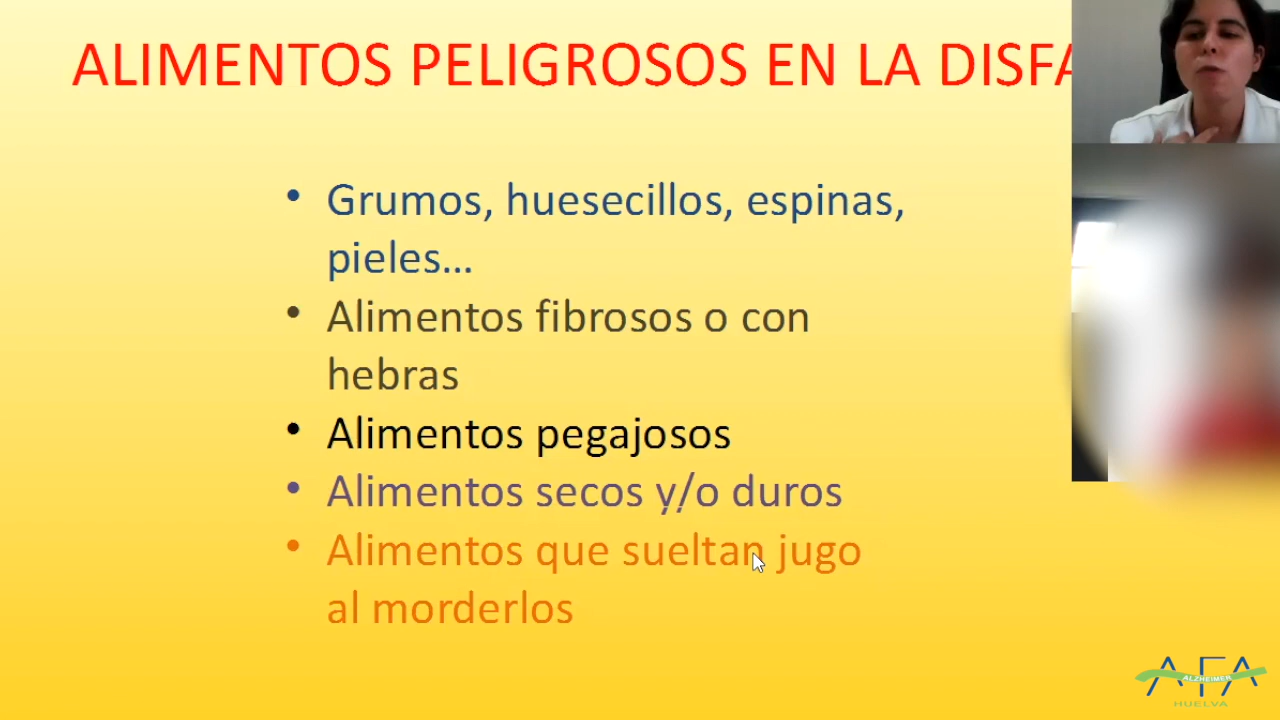 ALIMENTOS PELIGROSOS EN LA DISFA
• Grumos, huesecillos, espinas,
pieles...
• Alimentos fibrosos o con
hebras
• Alimentos pegajosos
• Alimentos secos y/o duros
• Alimentos que sueltan jugo
al morderlos
AFA
ALZHEIMER
HUELVA